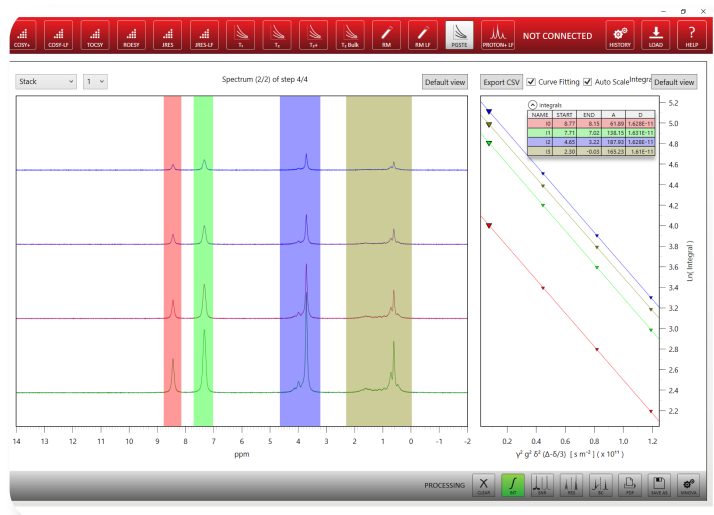 COSY+ COSY-LF TOCSY ROESY JRES JRES-LF T₁ T₂ T₂+ T₂ Bulk RM RM LF PGSTE PROTON+ LF NOT CONNECTED HISTORY LOAD HELP
Stack 1 Spectrum (2/2) of step 4/4 Default view
Export CSV Curve Fitting Auto Scale Integra Default view
Integrals
NAME START END A D
I0 8.77 8.15 61.89 1.628E-11
I1 7.71 7.02 138.15 1.631E-11
I2 4.65 3.22 187.93 1.628E-11
I3 2.30 -0.03 165.23 1.61E-11
5.2
5.0
4.8
4.6
4.4
4.2
4.0
3.8
3.6
3.4
3.2
3.0
2.8
2.6
2.4
2.2
Ln( Integral )
14 13 12 11 10 9 8 7 6 5 4 3 2 1 0 -1 -2
ppm
0.2 0.4 0.6 0.8 1.0 1.2
γ² g² δ² (Δ-δ/3) [ s m⁻² ] ( x 10¹¹ )
PROCESSING CLEAR INT BC PDF SAVE AS MNOVA